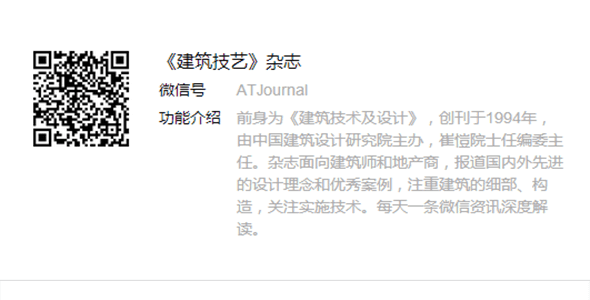 《建筑技艺》杂志
微信号 ATJournal
功能介绍 前身为《建筑技术及设计》，创刊于1994年，
由中国建筑设计研究院主办，崔愷院士任编委主
任。杂志面向建筑师和地产商，报道国内外先进
的设计理念和优秀案例，注重建筑的细部、构
造，关注实施技术。每天一条微信资讯深度解
读。